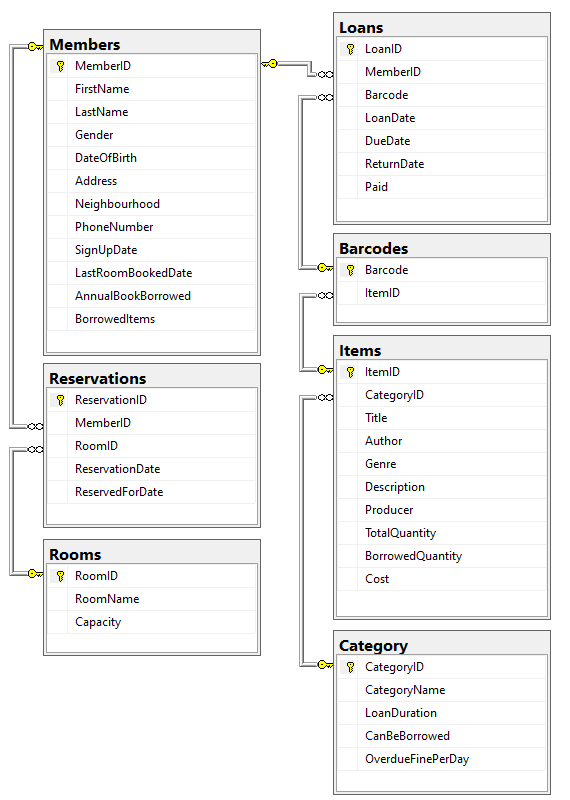 Members
MemberID
FirstName
LastName
Gender
DateOfBirth
Address
Neighbourhood
PhoneNumber
SignUpDate
LastRoomBookedDate
AnnualBookBorrowed
BorrowedItems
Reservations
ReservationID
MemberID
RoomID
ReservationDate
ReservedForDate
Rooms
RoomID
RoomName
Capacity
Loans
LoanID
MemberID
Barcode
LoanDate
DueDate
ReturnDate
Paid
Barcodes
Barcode
ItemID
Items
ItemID
CategoryID
Title
Author
Genre
Description
Producer
TotalQuantity
BorrowedQuantity
Cost
Category
CategoryID
CategoryName
LoanDuration
CanBeBorrowed
OverdueFinePerDay